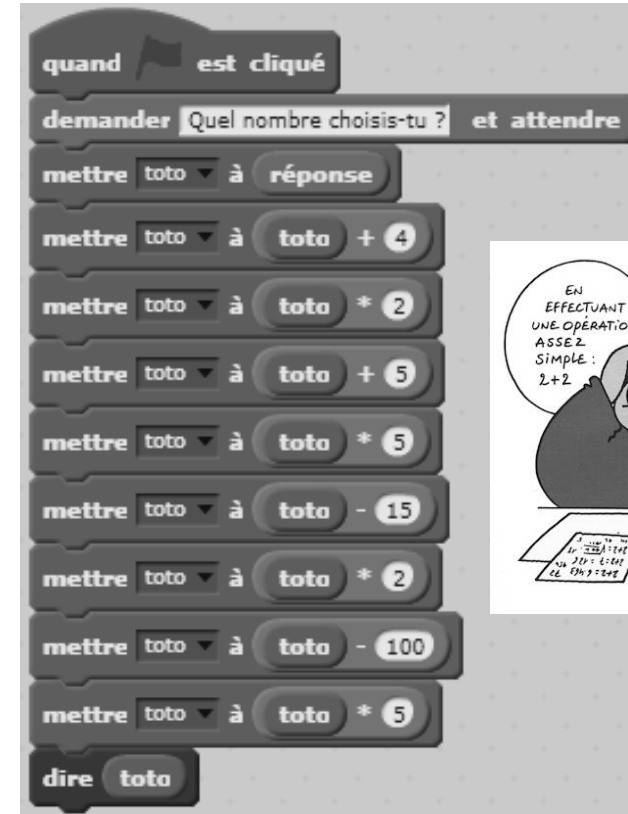 quand est cliqué
demander Quel nombre choisis-tu ? et attendre
mettre toto à réponse
mettre toto à toto + 4
mettre toto à toto * 2
mettre toto à toto + 5
mettre toto à toto * 5
mettre toto à toto - 15
mettre toto à toto * 2
mettre toto à toto - 100
mettre toto à toto * 5
dire toto
EN
EFFECTUANT
UNE OPÉRATIO
ASSEZ
SIMPLE :
2+2